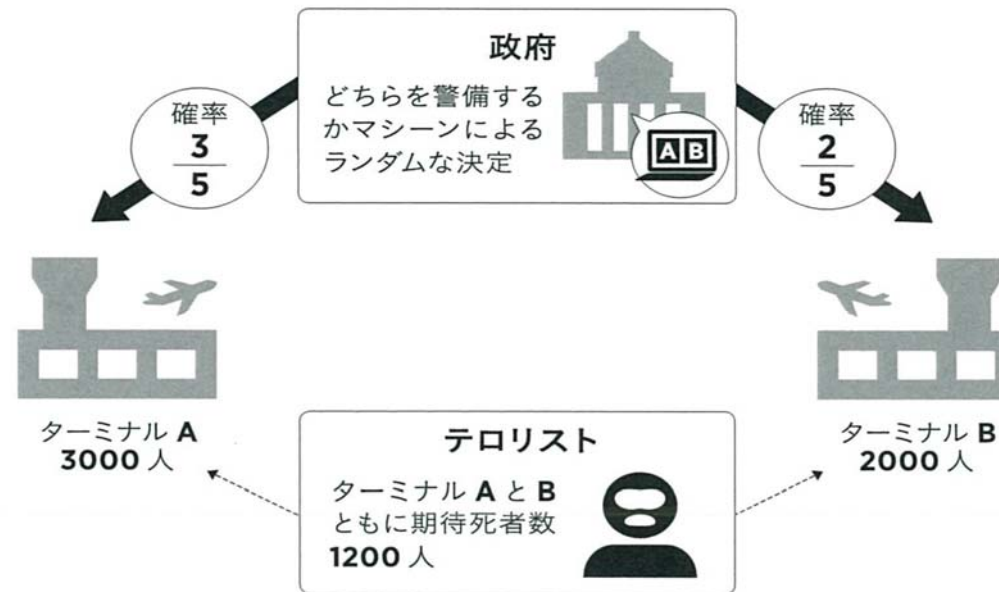 政府
どちらを警備する
かマシーンによる
ランダムな決定
A B
確率
3
5
確率
2
5
ターミナル A
3000 人
ターミナル B
2000 人
テロリスト
ターミナル A と B
ともに期待死者数
1200 人